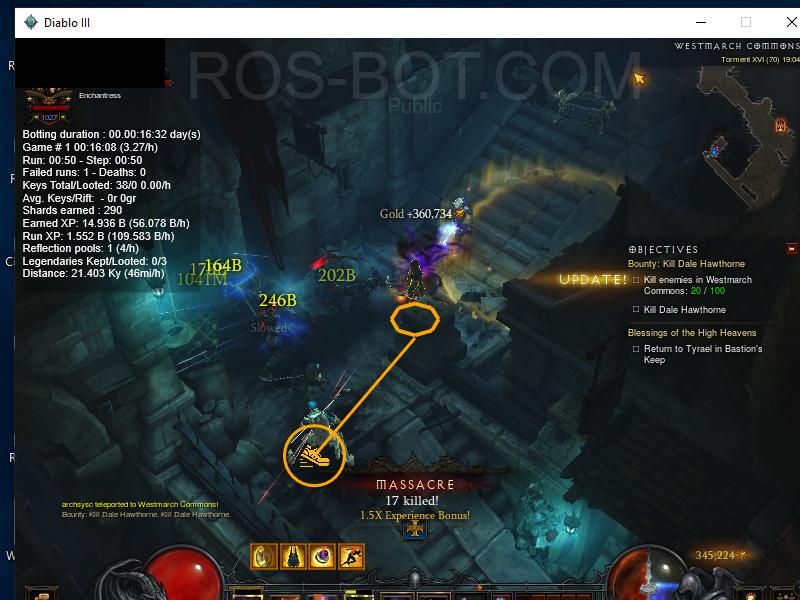 Diablo III
WESTMARCH COMMONS
Torment XVI (70) 19:04
ROS-BOT.COM
Public
Enchantress
1027
Botting duration : 00.00:16:32 day(s)
Game # 1 00:16:08 (3.27/h)
Run: 00:50 - Step: 00:50
Failed runs: 1 - Deaths: 0
Keys Total/Looted: 38/0 0.00/h
Avg. Keys/Rift: - 0r 0gr
Shards earned : 290
Earned XP: 14.936 B (56.078 B/h)
Run XP: 1.552 B (109.583 B/h)
Reflection pools: 1 (4/h)
Legendaries Kept/Looted: 0/3
Distance: 21.403 Ky (46mi/h)
Gold +360,734
164B
202B
246B
Slowed
UPDATE!
OBJECTIVES
Bounty: Kill Dale Hawthorne
Kill enemies in Westmarch
Commons: 20 / 100
Kill Dale Hawthorne
Blessings of the High Heavens
Return to Tyrael in Bastion's
Keep
MASSACRE
17 killed!
1.5X Experience Bonus!
archsysc teleported to Westmarch Commons!
Bounty: Kill Dale Hawthorne, Kill Dale Hawthorne.
345,224